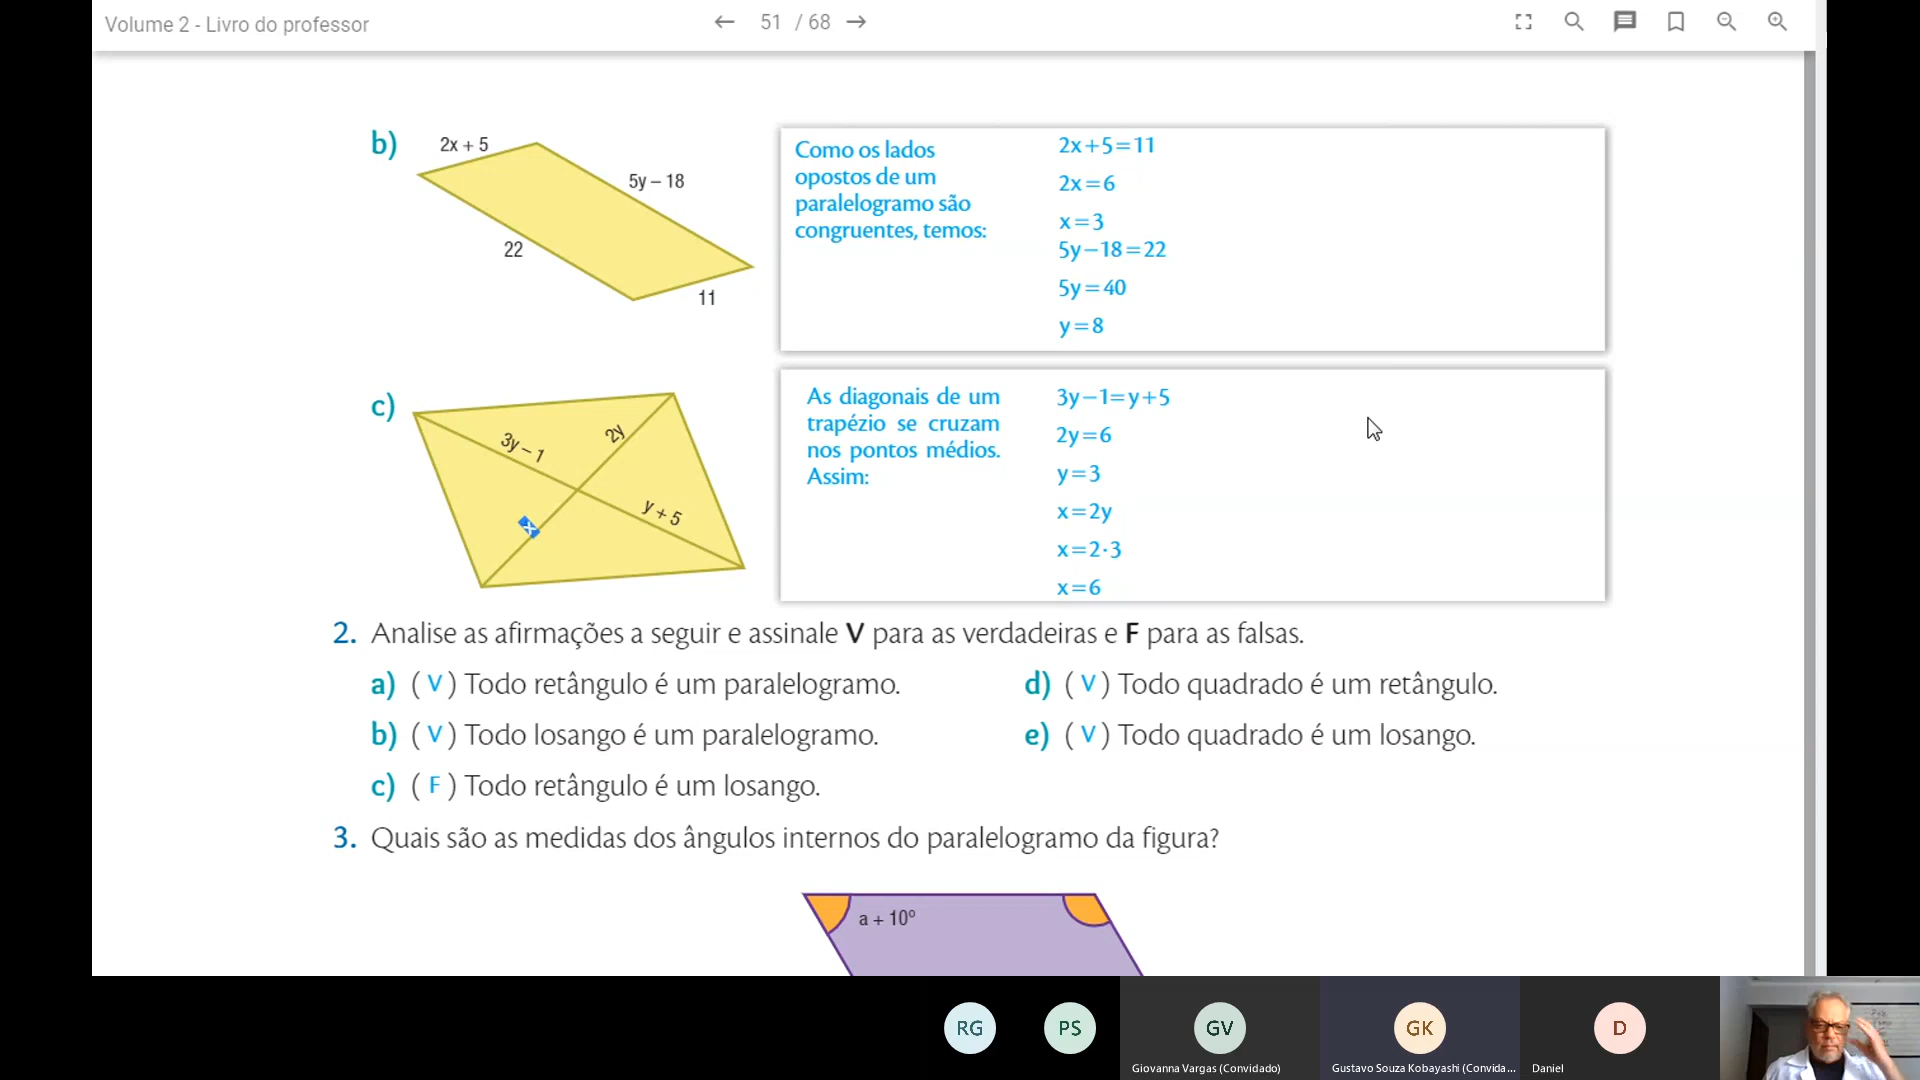 Volume 2 - Livro do professor
51 / 68
b)
2x + 5
5y – 18
22
11
Como os lados
opostos de um
paralelogramo são
congruentes, temos:
2x+5=11
2x=6
x=3
5y−18=22
5y=40
y=8
c)
3y – 1
2y
x
y + 5
As diagonais de um
trapézio se cruzam
nos pontos médios.
Assim:
3y−1=y+5
2y=6
y=3
x=2y
x=2·3
x=6
2. Analise as afirmações a seguir e assinale V para as verdadeiras e F para as falsas.
a) ( V ) Todo retângulo é um paralelogramo.
b) ( V ) Todo losango é um paralelogramo.
c) ( F ) Todo retângulo é um losango.
d) ( V ) Todo quadrado é um retângulo.
e) ( V ) Todo quadrado é um losango.
3. Quais são as medidas dos ângulos internos do paralelogramo da figura?
a + 10º
RG
PS
GV
GK
D
Giovanna Vargas (Convidado)
Gustavo Souza Kobayashi (Convida...
Daniel